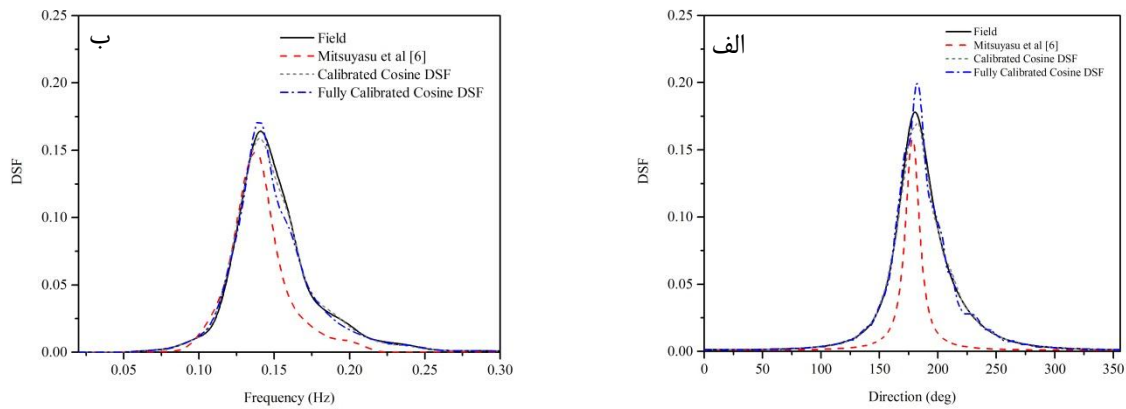 ب
0.25
0.20
0.15
0.10
0.05
0.00
DSF
Field
Mitsuyasu et al [6]
Calibrated Cosine DSF
Fully Calibrated Cosine DSF
0.05 0.10 0.15 0.20 0.25 0.30
Frequency (Hz)
الف
0.25
0.20
0.15
0.10
0.05
0.00
DSF
Field
Mitsuyasu et al [6]
Calibrated Cosine DSF
Fully Calibrated Cosine DSF
0 50 100 150 200 250 300 350
Direction (deg)